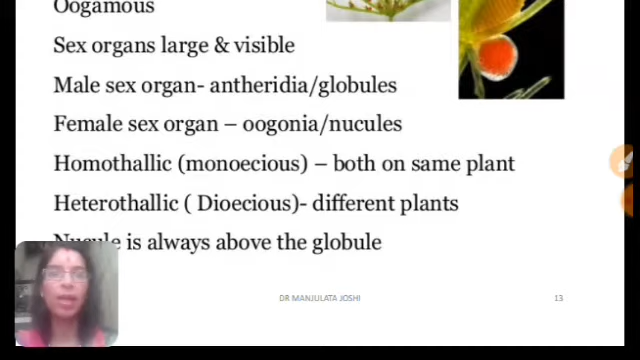 Oogamous
Sex organs large & visible
Male sex organ- antheridia/globules
Female sex organ – oogonia/nucules
Homothallic (monoecious) – both on same plant
Heterothallic ( Dioecious)- different plants
Nucule is always above the globule
DR MANJULATA JOSHI
13